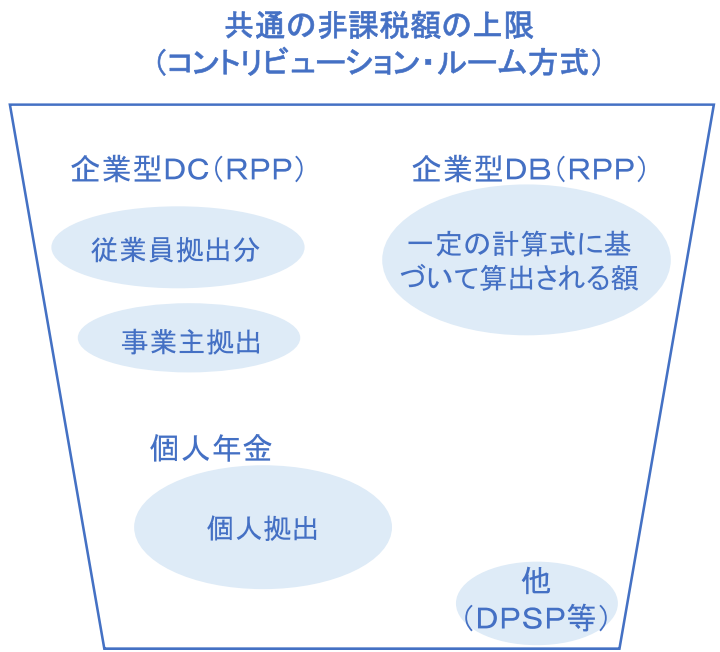 共通の非課税額の上限
(コントリビューション・ルーム方式)
企業型DC(RPP)
従業員拠出分
事業主拠出
企業型DB(RPP)
一定の計算式に基
づいて算出される額
個人年金
個人拠出
他
(DPSP等)